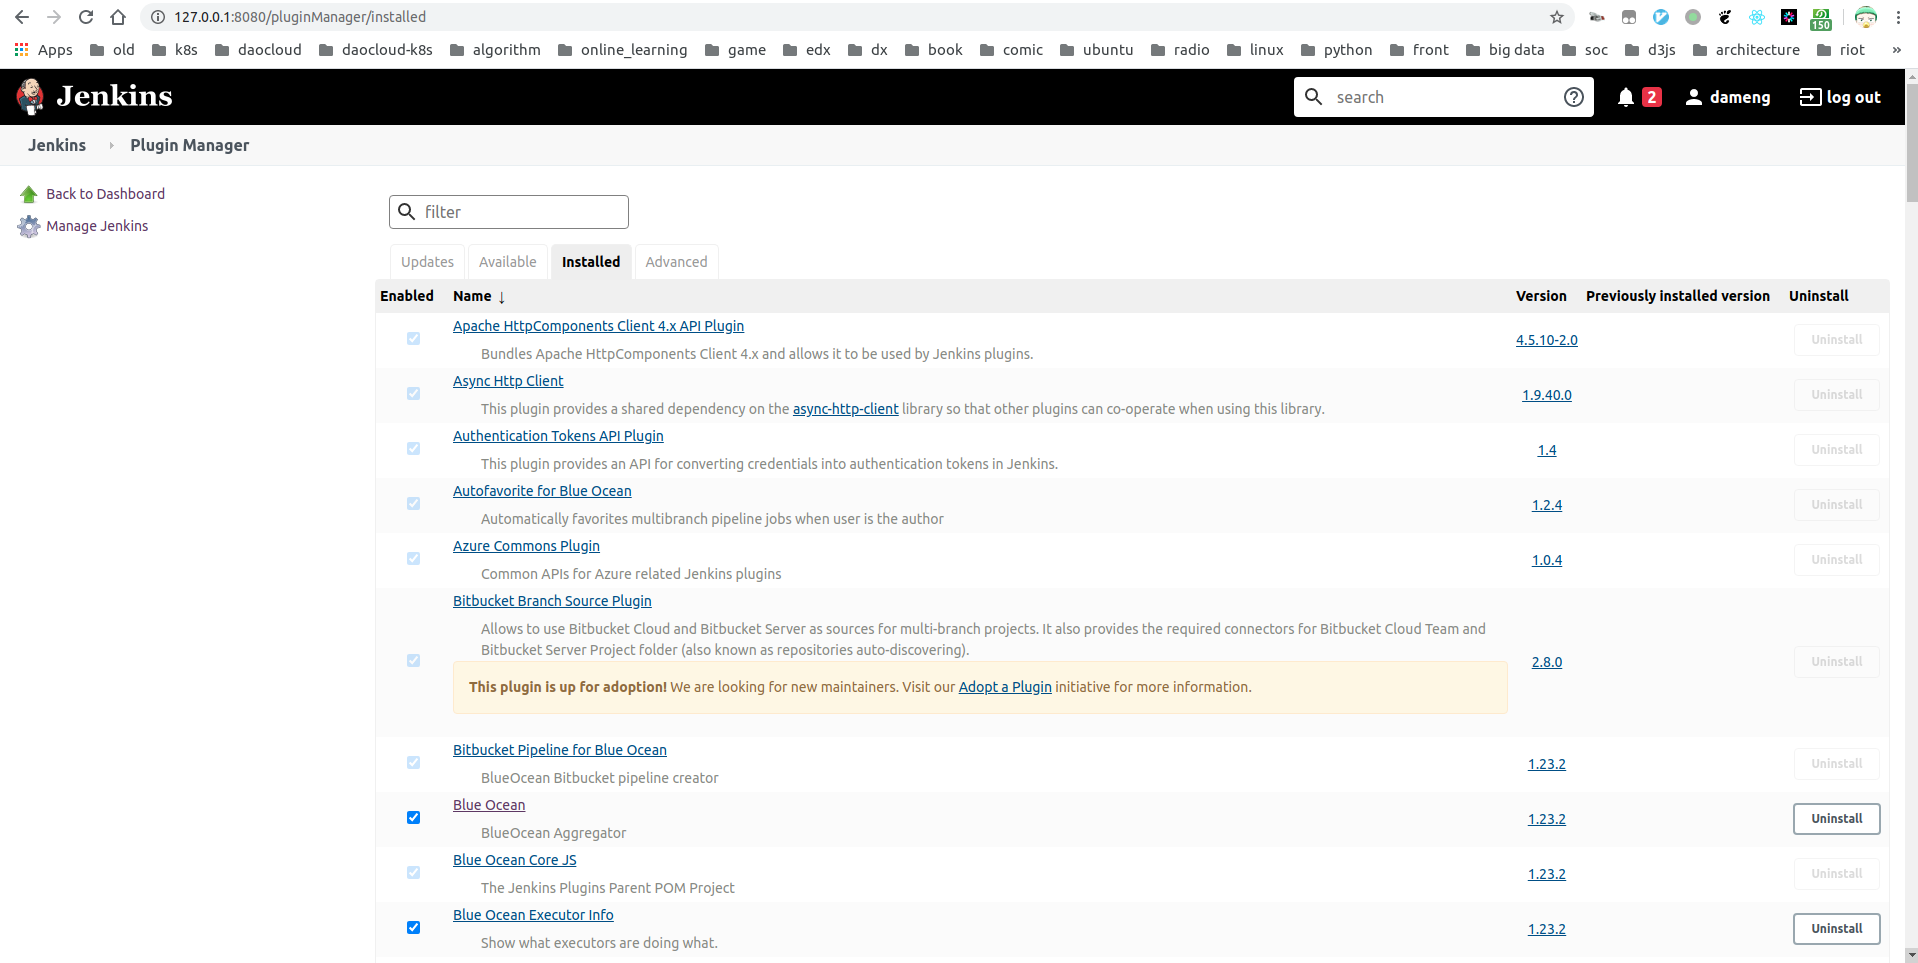 127.0.0.1:8080/pluginManager/installed
150
Apps old k8s daocloud daocloud-k8s algorithm online_learning game edx dx book comic ubuntu radio linux python front big data soc d3js architecture riot »
Jenkins search 2 dameng log out
Jenkins Plugin Manager
Back to Dashboard
Manage Jenkins
filter
Updates Available Installed Advanced
Enabled Name ↓ Version Previously installed version Uninstall
Apache HttpComponents Client 4.x API Plugin
Bundles Apache HttpComponents Client 4.x and allows it to be used by Jenkins plugins.
4.5.10-2.0 Uninstall
Async Http Client
This plugin provides a shared dependency on the async-http-client library so that other plugins can co-operate when using this library.
1.9.40.0 Uninstall
Authentication Tokens API Plugin
This plugin provides an API for converting credentials into authentication tokens in Jenkins.
1.4 Uninstall
Autofavorite for Blue Ocean
Automatically favorites multibranch pipeline jobs when user is the author
1.2.4 Uninstall
Azure Commons Plugin
Common APIs for Azure related Jenkins plugins
1.0.4 Uninstall
Bitbucket Branch Source Plugin
Allows to use Bitbucket Cloud and Bitbucket Server as sources for multi-branch projects. It also provides the required connectors for Bitbucket Cloud Team and
Bitbucket Server Project folder (also known as repositories auto-discovering).
This plugin is up for adoption! We are looking for new maintainers. Visit our Adopt a Plugin initiative for more information.
2.8.0 Uninstall
Bitbucket Pipeline for Blue Ocean
BlueOcean Bitbucket pipeline creator
1.23.2 Uninstall
Blue Ocean
BlueOcean Aggregator
1.23.2 Uninstall
Blue Ocean Core JS
The Jenkins Plugins Parent POM Project
1.23.2 Uninstall
Blue Ocean Executor Info
Show what executors are doing what.
1.23.2 Uninstall